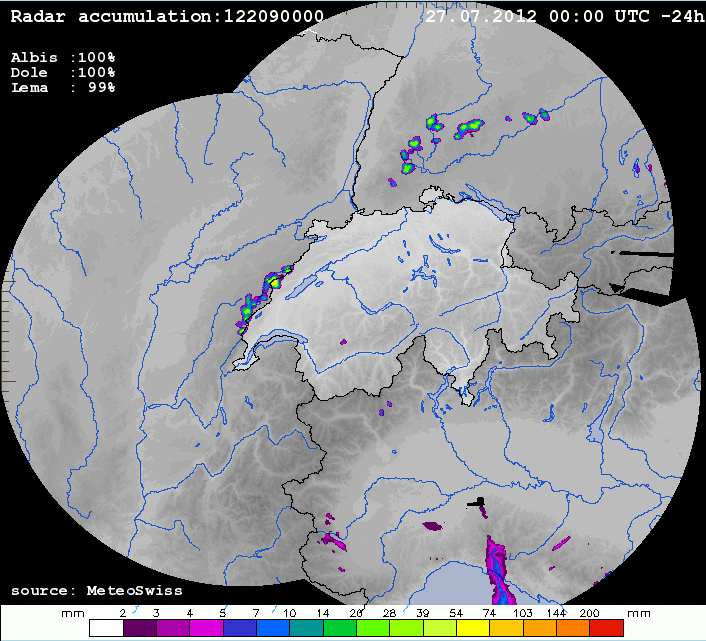 Radar accumulation:122090000 27.07.2012 00:00 UTC -24h
Albis :100%
Dole :100%
Lema : 99%
source: MeteoSwiss
mm 2 3 4 5 7 10 14 20 28 39 54 74 103 144 200 mm